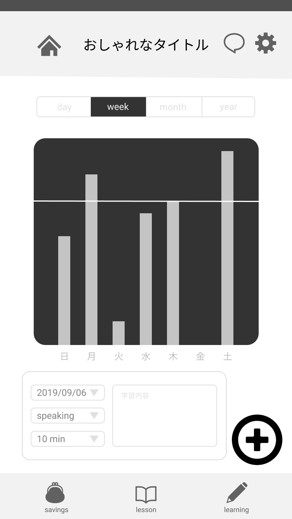 おしゃれなタイトル
day week month year
日 月 火 水 木 金 土
2019/09/06
学習内容
speaking
10 min
savings lesson learning